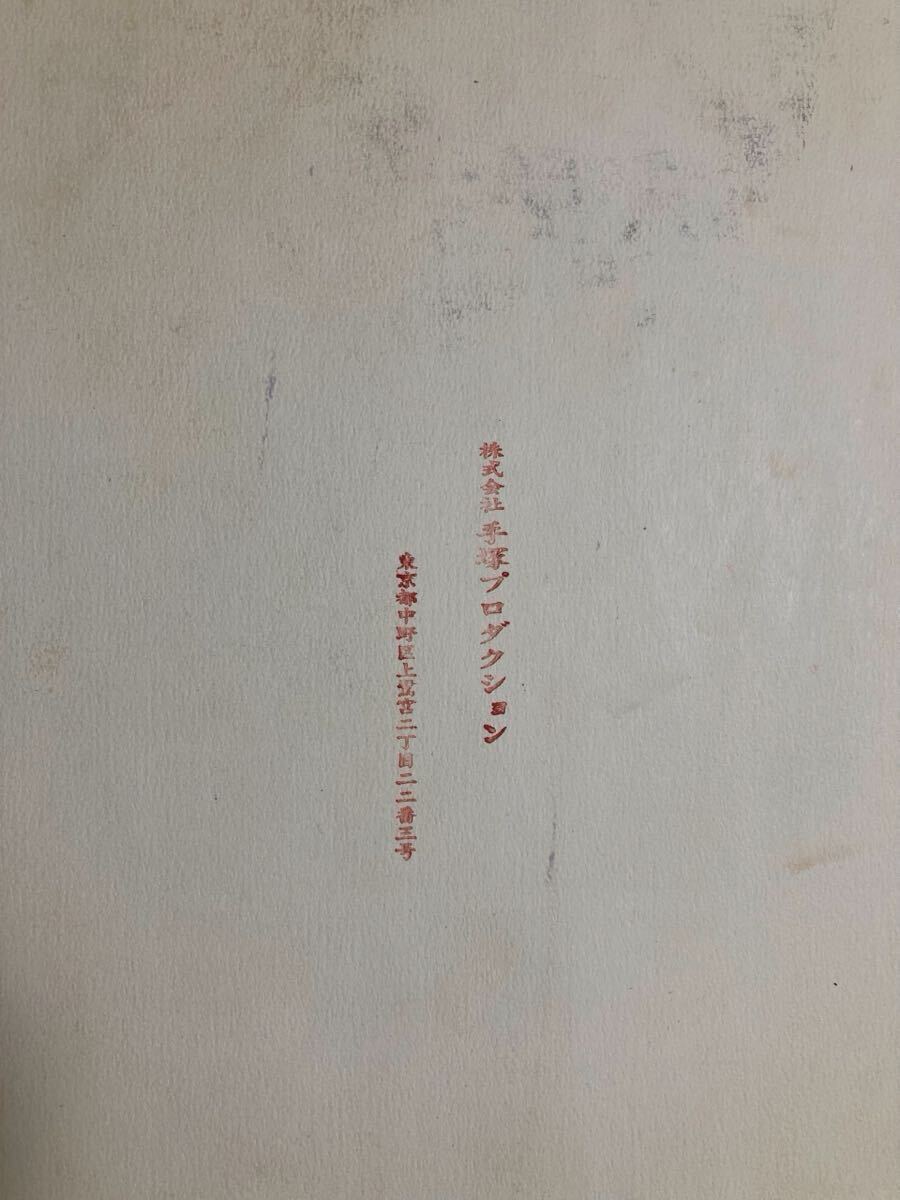 株式会社 手塚プロダクション
東京都中野区上鷺宮二丁目二二番三号